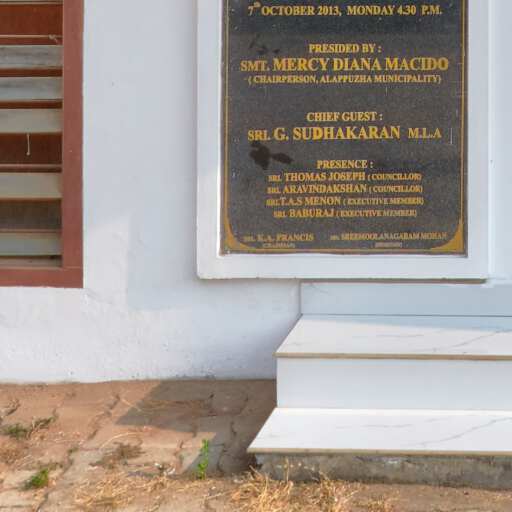 7th OCTOBER 2013, MONDAY 4.30 P.M.
PRESIDED BY :
SMT. MERCY DIANA MACIDO
( CHAIRPERSON, ALAPPUZHA MUNICIPALITY)
CHIEF GUEST :
SRI. G. SUDHAKARAN M.L.A
PRESENCE :
SRI. THOMAS JOSEPH ( COUNCILLOR)
SRI. ARAVINDAKSHAN ( COUNCILLOR)
SRI. T.A.S MENON ( EXECUTIVE MEMBER)
SRI. BABURAJ ( EXECUTIVE MEMBER)
SRI. K.A. FRANCIS SRI. SREEMOOLANAGARAM MOHAN
(CHAIRMAN) (SECRETARY)